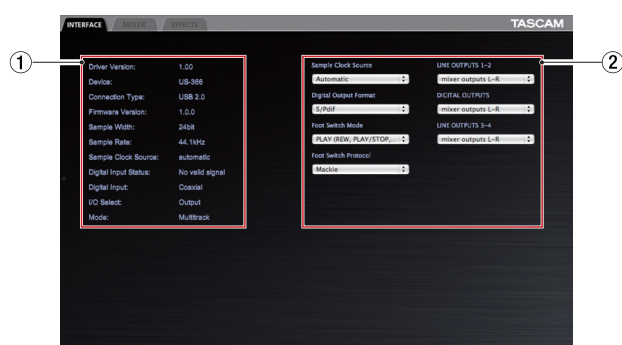 INTERFACE MIXER EFFECTS TASCAM
1
Driver Version: 1.00
Device: US-366
Connection Type: USB 2.0
Firmware Version: 1.0.0
Sample Width: 24bit
Sample Rate: 44.1kHz
Sample Clock Source: automatic
Digital Input Status: No valid signal
Digital Input: Coaxial
I/O Select: Output
Mode: Multitrack
2
Sample Clock Source
Automatic
Digital Output Format
S/Pdif
Foot Switch Mode
PLAY (REW, PLAY/STOP,...
Foot Switch Protocol
Mackie
LINE OUTPUTS 1-2
mixer outputs L-R
DIGITAL OUTPUTS
mixer outputs L-R
LINE OUTPUTS 3-4
mixer outputs L-R